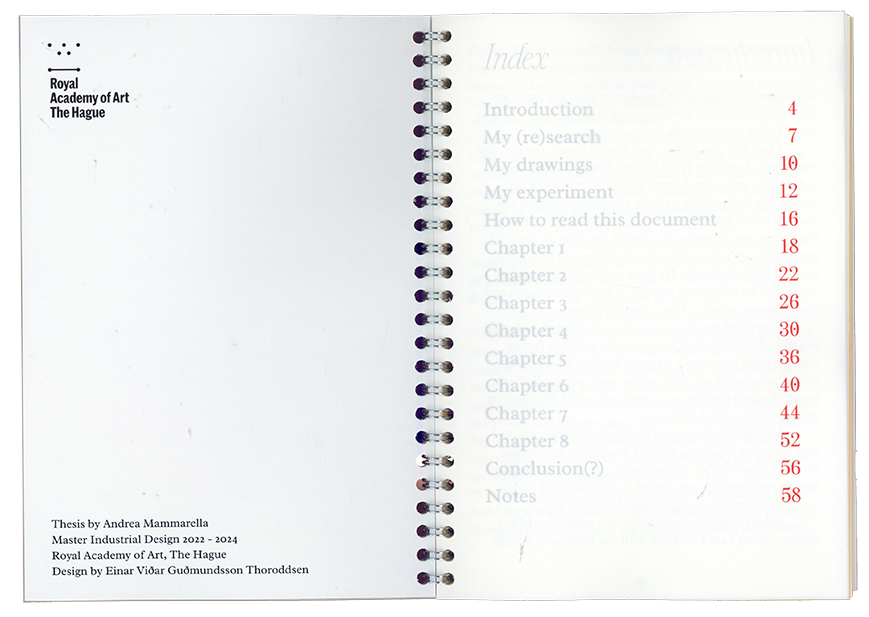 Royal
Academy of Art
The Hague
Thesis by Andrea Mammarella
Master Industrial Design 2022 - 2024
Royal Academy of Art, The Hague
Design by Einar Viðar Guðmundsson Thoroddsen
Index
Introduction 4
My (re)search 7
My drawings 10
My experiment 12
How to read this document 16
Chapter 1 18
Chapter 2 22
Chapter 3 26
Chapter 4 30
Chapter 5 36
Chapter 6 40
Chapter 7 44
Chapter 8 52
Conclusion(?) 56
Notes 58